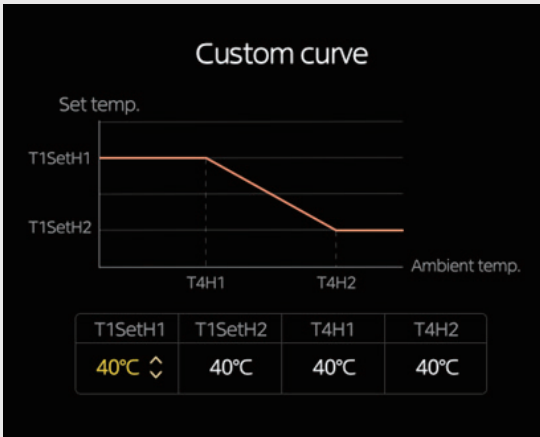 Custom curve
Set temp.
T1SetH1
T1SetH2
Ambient temp.
T4H1 T4H2
T1SetH1 T1SetH2 T4H1 T4H2
40℃ 40℃ 40℃ 40℃